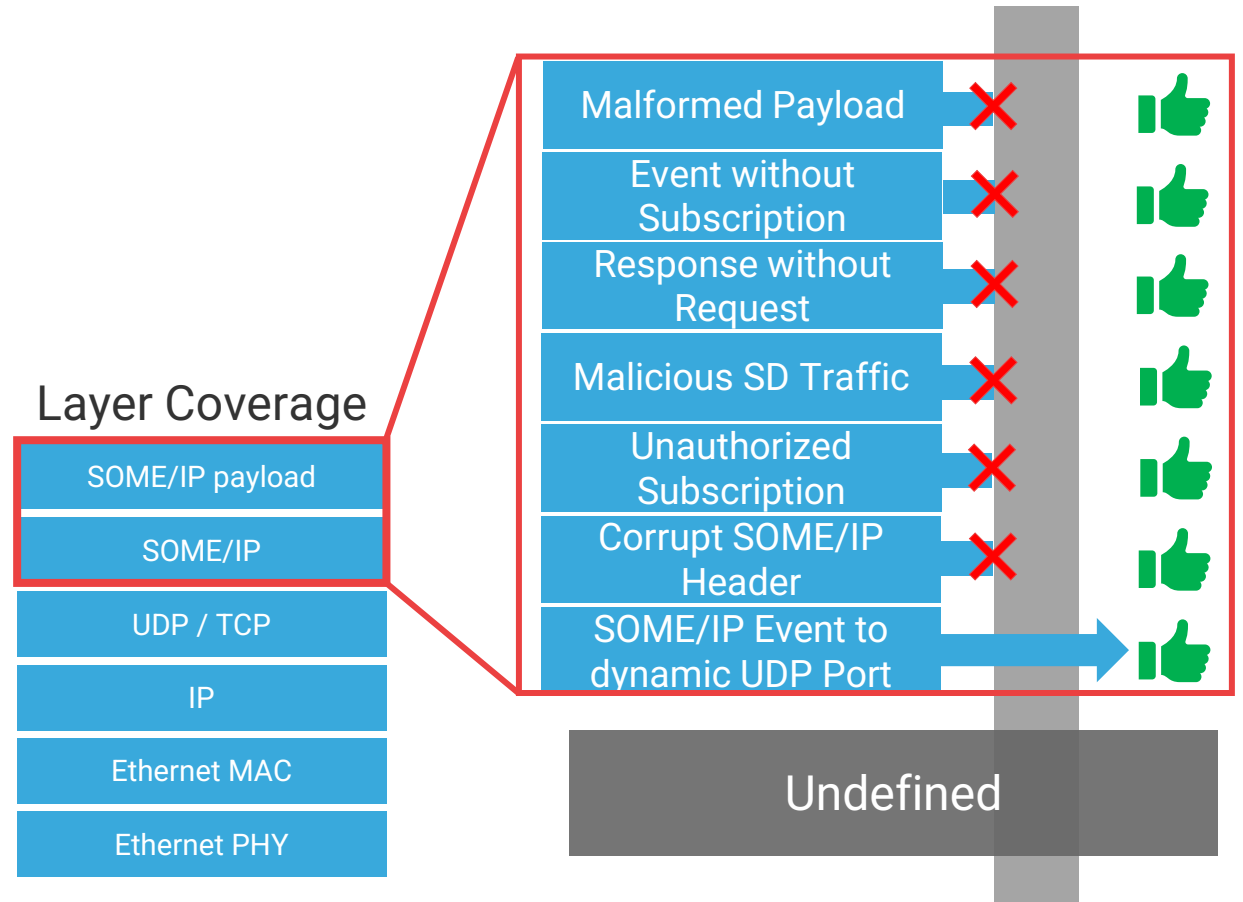 Layer Coverage
SOME/IP payload
SOME/IP
UDP / TCP
IP
Ethernet MAC
Ethernet PHY
Malformed Payload
Event without
Subscription
Response without
Request
Malicious SD Traffic
Unauthorized
Subscription
Corrupt SOME/IP
Header
SOME/IP Event to
dynamic UDP Port
Undefined